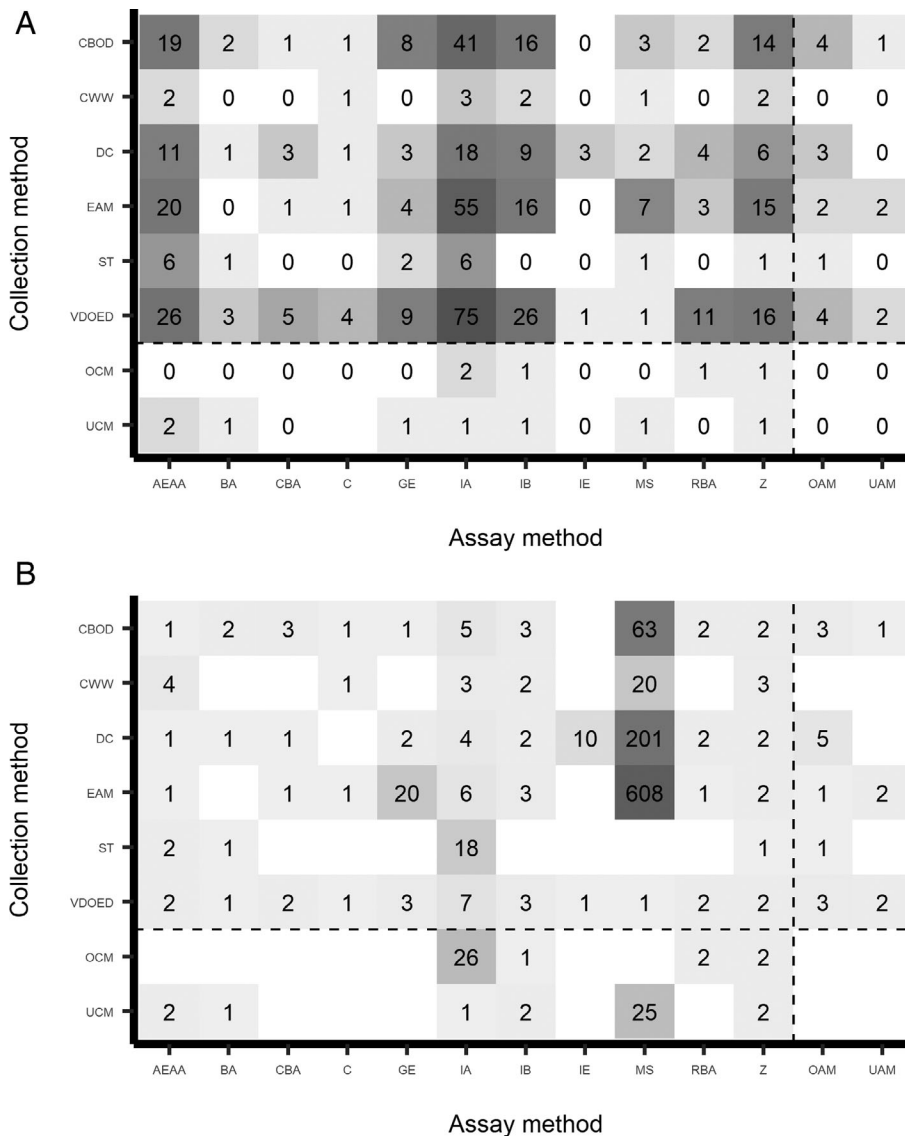 A
Collection method
CBOD 19 2 1 1 8 41 16 0 3 2 14 4 1
CWW 2 0 0 1 0 3 2 0 1 0 2 0 0
DC 11 1 3 1 3 18 9 3 2 4 6 3 0
EAM 20 0 1 1 4 55 16 0 7 3 15 2 2
ST 6 1 0 0 2 6 0 0 1 0 1 1 0
VDOED 26 3 5 4 9 75 26 1 1 11 16 4 2
OCM 0 0 0 0 0 2 1 0 0 1 1 0 0
UCM 2 1 0 1 1 1 0 1 0 1 0 0
AEAA BA CBA C GE IA IB IE MS RBA Z OAM UAM
Assay method
B
Collection method
CBOD 1 2 3 1 1 5 3 63 2 2 3 1
CWW 4 1 3 2 20 3
DC 1 1 1 2 4 2 10 201 2 2 5
EAM 1 1 1 20 6 3 608 1 2 1 2
ST 2 1 18 1 1
VDOED 2 1 2 1 3 7 3 1 1 2 2 3 2
OCM 26 1 2 2
UCM 2 1 1 2 25 2
AEAA BA CBA C GE IA IB IE MS RBA Z OAM UAM
Assay method